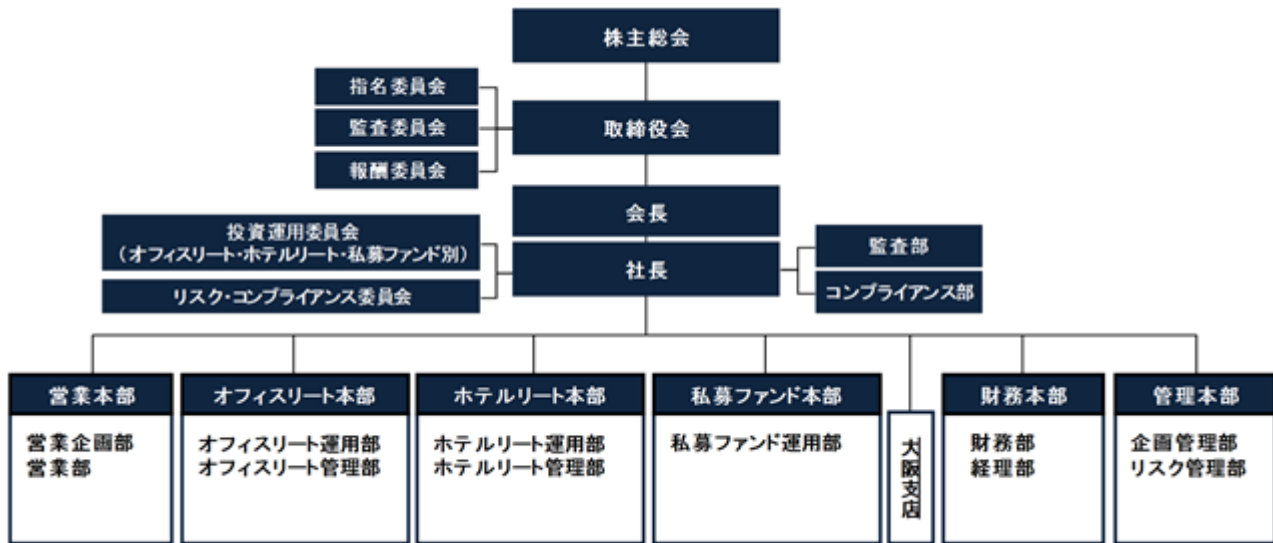 株主総会
指名委員会
監査委員会
報酬委員会
取締役会
会長
投資運用委員会
（オフィスリート・ホテルリート・私募ファンド別）
リスク・コンプライアンス委員会
社長
監査部
コンプライアンス部
営業本部
営業企画部
営業部
オフィスリート本部
オフィスリート運用部
オフィスリート管理部
ホテルリート本部
ホテルリート運用部
ホテルリート管理部
私募ファンド本部
私募ファンド運用部
大阪支店
財務本部
財務部
経理部
管理本部
企画管理部
リスク管理部